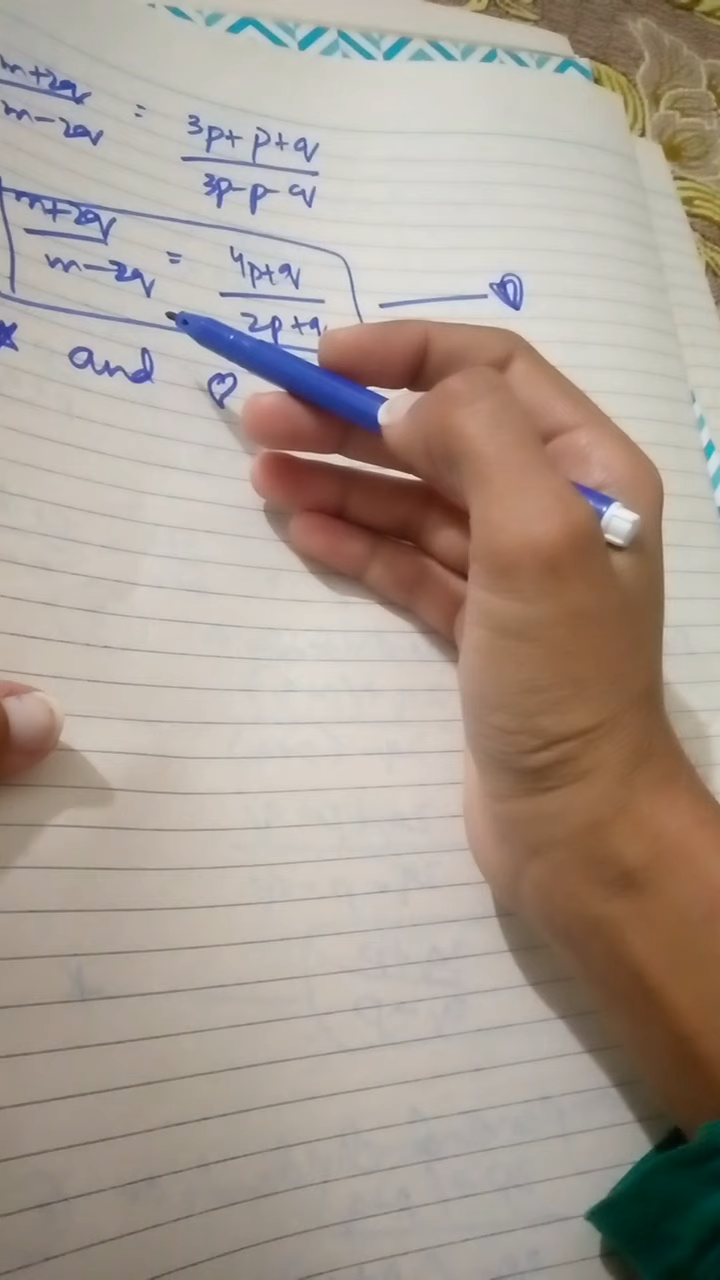 m+2q/m-2q = 3p+p+q/3p-p-q
m+2q/m-2q = 4p+q/2p+q
and